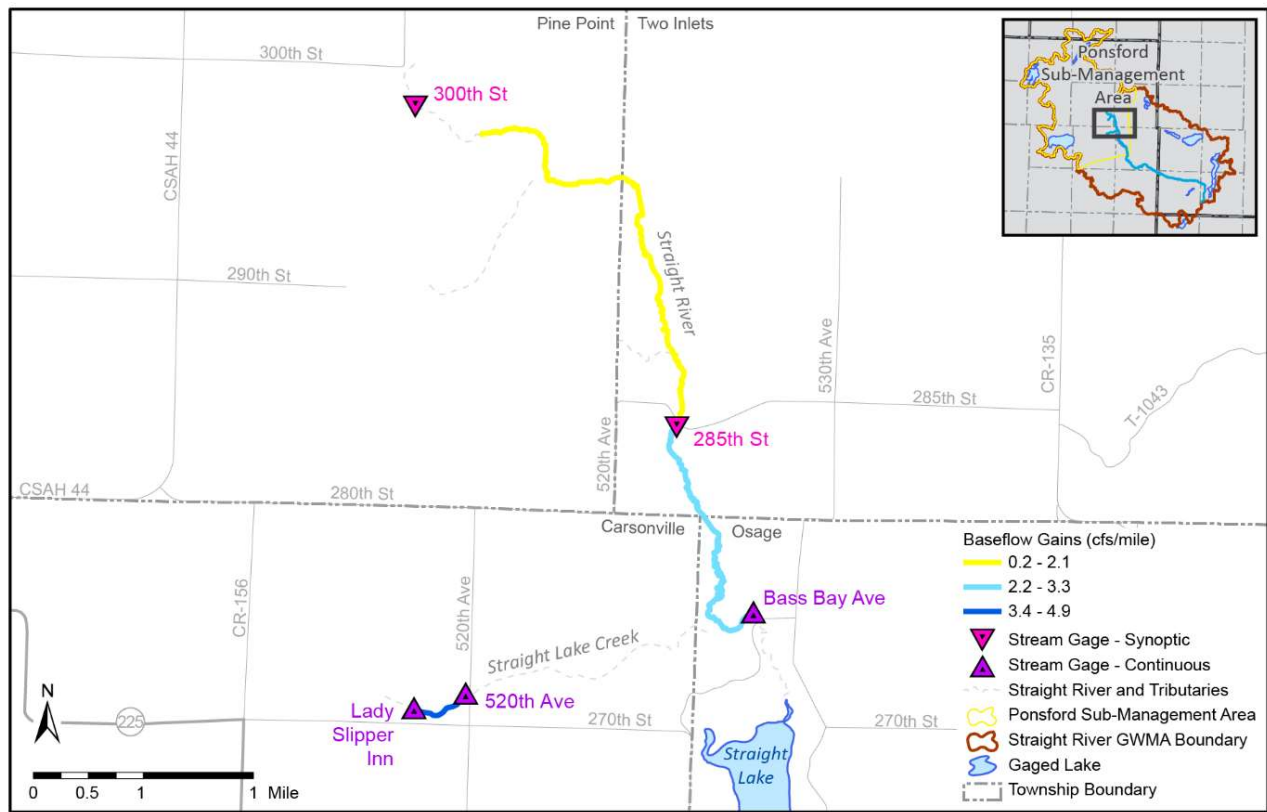 Pine Point
Two Inlets
Ponsford
Sub-Management
Area
300th St
300th St
CSAH 44
Straight River
290th St
530th Ave
CR-135
285th St
T-1043
520th Ave
285th St
CSAH 44
280th St
Carsonville
Osage
CR-156
520th Ave
Bass Bay Ave
Straight Lake Creek
520th Ave
Lady
Slipper
Inn
225
270th St
270th St
Straight
Lake
N
0
0.5
1
1
Mile
Baseflow Gains (cfs/mile)
0.2 - 2.1
2.2 - 3.3
3.4 - 4.9
Stream Gage - Synoptic
Stream Gage - Continuous
Straight River and Tributaries
Ponsford Sub-Management Area
Straight River GWMA Boundary
Gaged Lake
Township Boundary